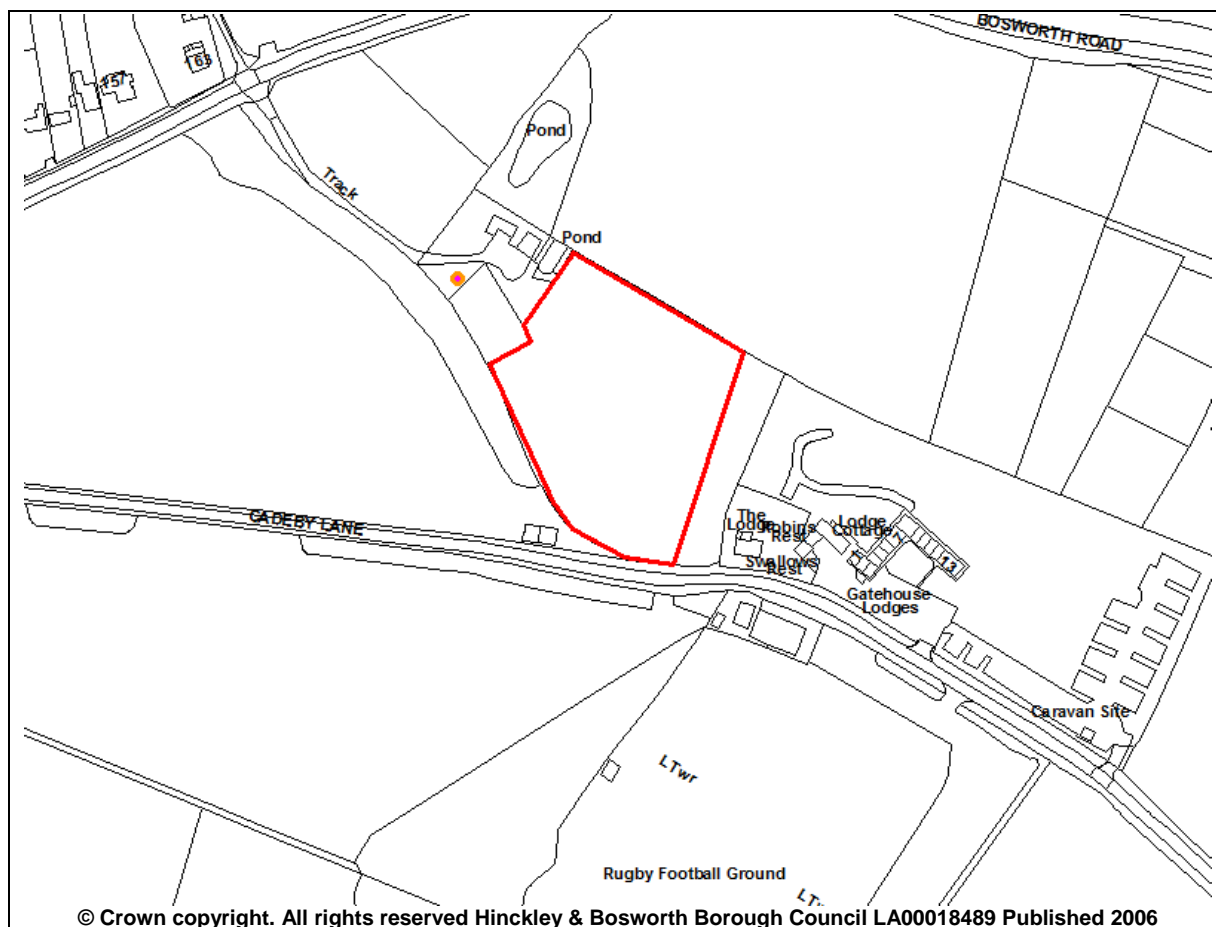 BOSWORTH ROAD
163
157
Pond
Track
Pond
CADEBY LANE
The
Lodge
Robins
Rest
Lodge
Cottage
Swallows
Rest
13
Gatehouse
Lodges
Caravan Site
LTwr
Rugby Football Ground
© Crown copyright. All rights reserved Hinckley & Bosworth Borough Council LA00018489 Published 2006